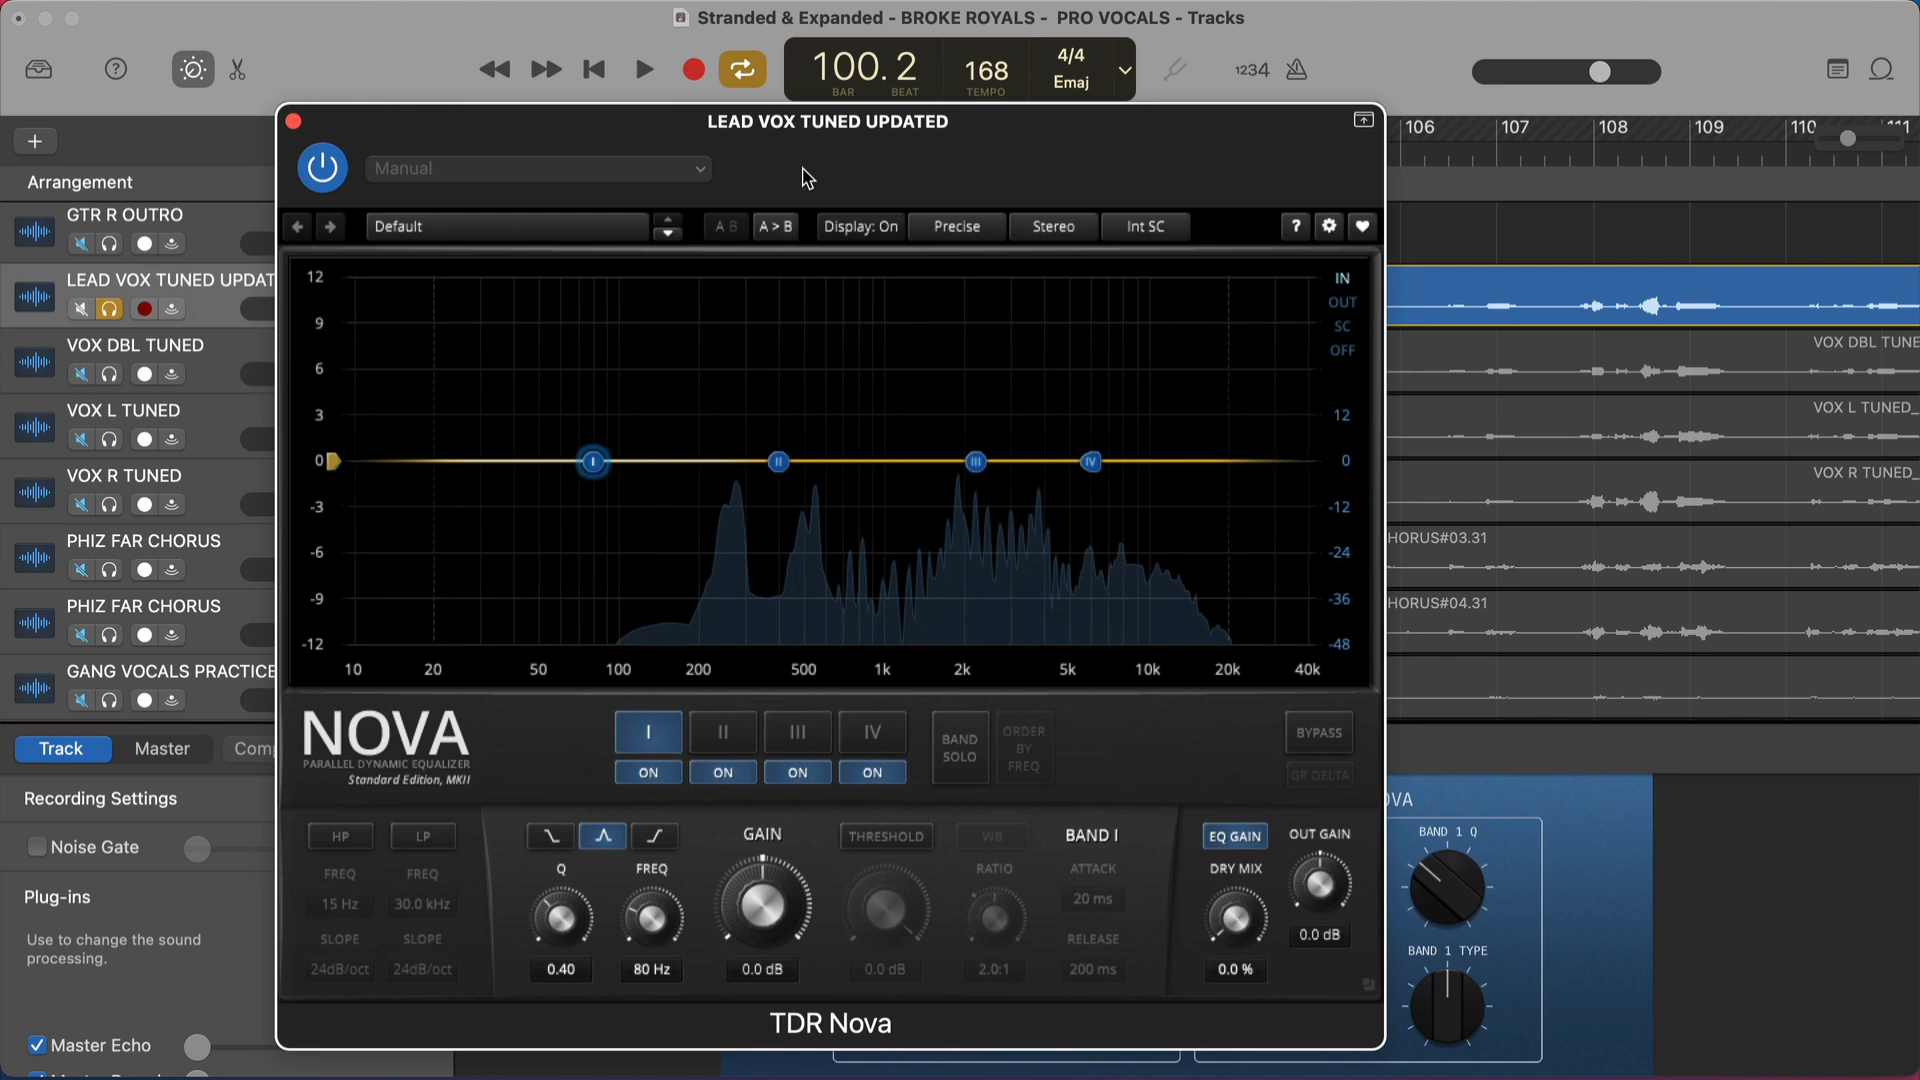 Stranded & Expanded - BROKE ROYALS - PRO VOCALS - Tracks
100. 2
BAR BEAT
168
TEMPO
4/4
Emaj
1234
LEAD VOX TUNED UPDATED
Manual
Default
A B
A > B
Display: On
Precise
Stereo
Int SC
?
106 107 108 109 110 111
Arrangement
GTR R OUTRO
LEAD VOX TUNED UPDAT
VOX DBL TUNED
VOX L TUNED
VOX R TUNED
PHIZ FAR CHORUS
PHIZ FAR CHORUS
GANG VOCALS PRACTICE
VOX DBL TUNE
VOX L TUNED_
VOX R TUNED_
HORUS#03.31
HORUS#04.31
12
9
6
3
0
-3
-6
-9
-12
IN
OUT
SC
OFF
12
0
-12
-24
-36
-48
I II III IV
10 20 50 100 200 500 1k 2k 5k 10k 20k 40k
NOVA
PARALLEL DYNAMIC EQUALIZER
Standard Edition, MKII
I II III IV
ON ON ON ON
BAND
SOLO
ORDER
BY
FREQ
BYPASS
GR DELTA
HP LP
FREQ FREQ
15 Hz 30.0 kHz
SLOPE SLOPE
24dB/oct 24dB/oct
Q FREQ
0.40 80 Hz
GAIN
0.0 dB
THRESHOLD
0.0 dB
WB
RATIO
2.0:1
BAND I
ATTACK
20 ms
RELEASE
200 ms
EQ GAIN
DRY MIX
0.0 %
OUT GAIN
0.0 dB
TDR Nova
Track Master Comp
Recording Settings
Noise Gate
Plug-ins
Use to change the sound
processing.
Master Echo
OVA
BAND 1 Q
BAND 1 TYPE